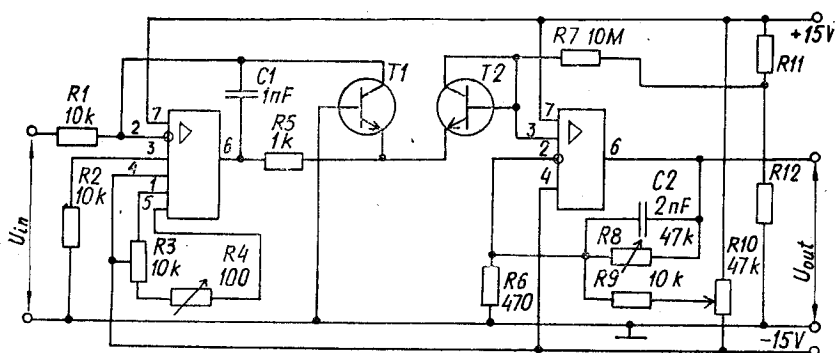 +15V
R7 10M
R11
C1
1nF
T1
T2
R1
10k
7
2
3
4
1
5
6
R5
1k
7
3
2
4
6
R2
10k
R12
C2
2nF
R8
47k
R3
10k
R4
100
R6
470
R9
10k
R10
47k
Uin
Uout
-15V